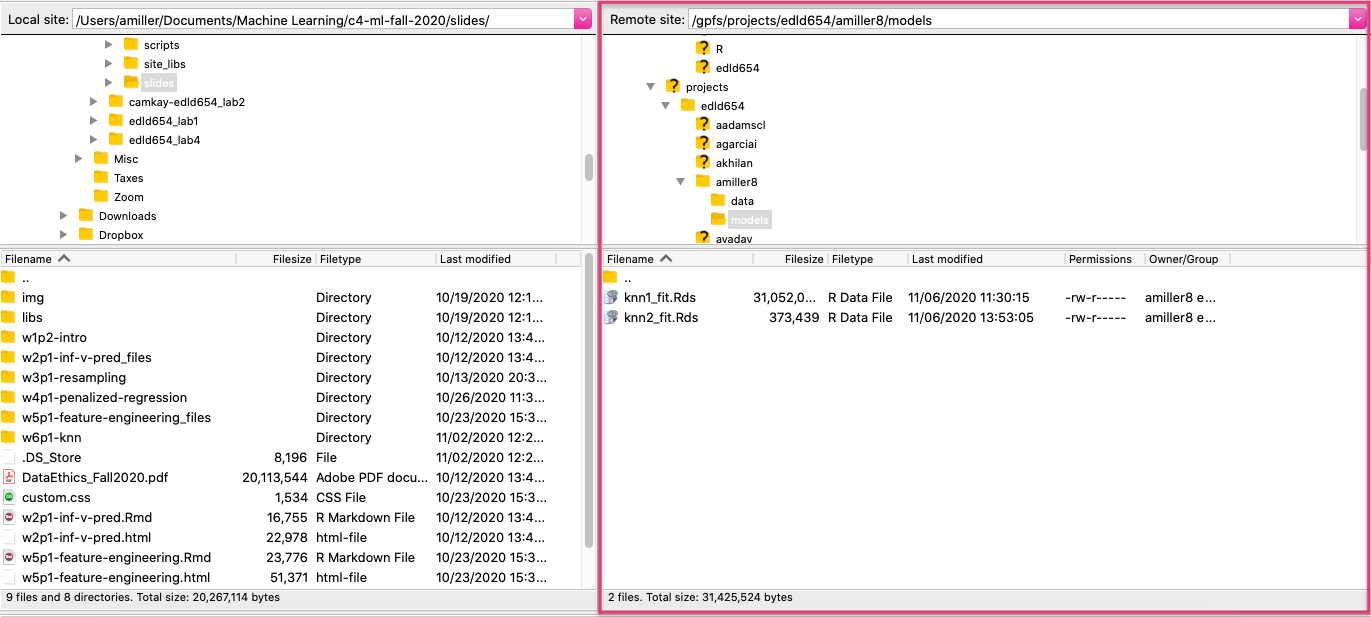 Local site: /Users/amiller/Documents/Machine Learning/c4-ml-fall-2020/slides/
scripts
site_libs
slides
camkay-edld654_lab2
edld654_lab1
edld654_lab4
Misc
Taxes
Zoom
Downloads
Dropbox
Filename Filesize Filetype Last modified
..
img Directory 10/19/2020 12:1...
libs Directory 10/19/2020 12:1...
w1p2-intro Directory 10/12/2020 13:4...
w2p1-inf-v-pred_files Directory 10/12/2020 13:4...
w3p1-resampling Directory 10/13/2020 20:3...
w4p1-penalized-regression Directory 10/26/2020 11:3...
w5p1-feature-engineering_files Directory 10/23/2020 15:3...
w6p1-knn Directory 11/02/2020 12:2...
.DS_Store 8,196 File 11/02/2020 12:2...
DataEthics_Fall2020.pdf 20,113,544 Adobe PDF docu... 10/12/2020 13:4...
custom.css 1,534 CSS File 10/23/2020 15:3...
w2p1-inf-v-pred.Rmd 16,755 R Markdown File 10/12/2020 13:4...
w2p1-inf-v-pred.html 22,978 html-file 10/12/2020 13:4...
w5p1-feature-engineering.Rmd 23,776 R Markdown File 10/23/2020 15:3...
w5p1-feature-engineering.html 51,371 html-file 10/23/2020 15:3...
9 files and 8 directories. Total size: 20,267,114 bytes
Remote site: /gpfs/projects/edld654/amiller8/models
R
edld654
projects
edld654
aadamscl
agarciai
akhilan
amiller8
data
models
ayadav
Filename Filesize Filetype Last modified Permissions Owner/Group
..
knn1_fit.Rds 31,052,0... R Data File 11/06/2020 11:30:15 -rw-r----- amiller8 e...
knn2_fit.Rds 373,439 R Data File 11/06/2020 13:53:05 -rw-r----- amiller8 e...
2 files. Total size: 31,425,524 bytes